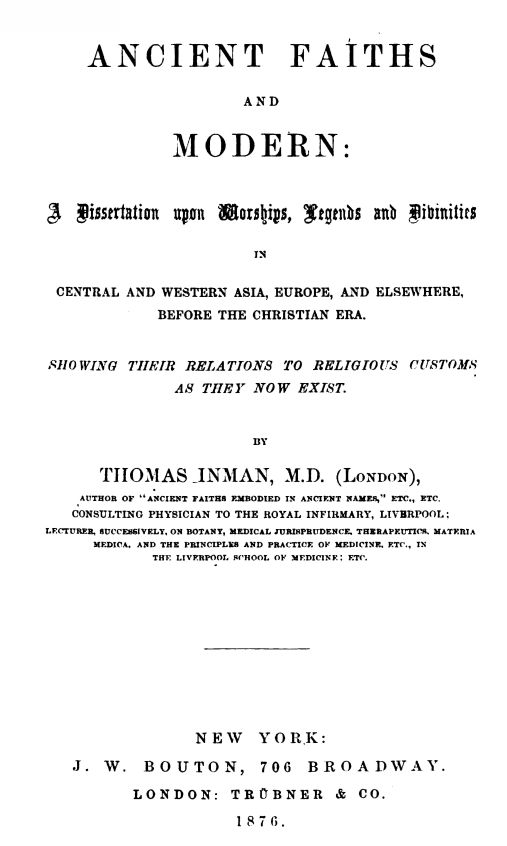 ANCIENT FAITHS
AND
MODERN:
A Dissertation upon Worships, Legends and Divinities
IN
CENTRAL AND WESTERN ASIA, EUROPE, AND ELSEWHERE,
BEFORE THE CHRISTIAN ERA.
SHOWING THEIR RELATIONS TO RELIGIOUS CUSTOMS
AS THEY NOW EXIST.
BY
THOMAS INMAN, M.D. (LONDON),
AUTHOR OF "ANCIENT FAITHS EMBODIED IN ANCIENT NAMES," ETC., ETC.
CONSULTING PHYSICIAN TO THE ROYAL INFIRMARY, LIVERPOOL;
LECTURER, SUCCESSIVELY, ON BOTANY, MEDICAL JURISPRUDENCE, THERAPEUTICS, MATERIA
MEDICA, AND THE PRINCIPLES AND PRACTICE OF MEDICINE, ETC., IN
THE LIVERPOOL SCHOOL OF MEDICINE; ETC.
NEW YORK:
J. W. BOUTON, 706 BROADWAY.
LONDON: TRÜBNER & CO.
1876.